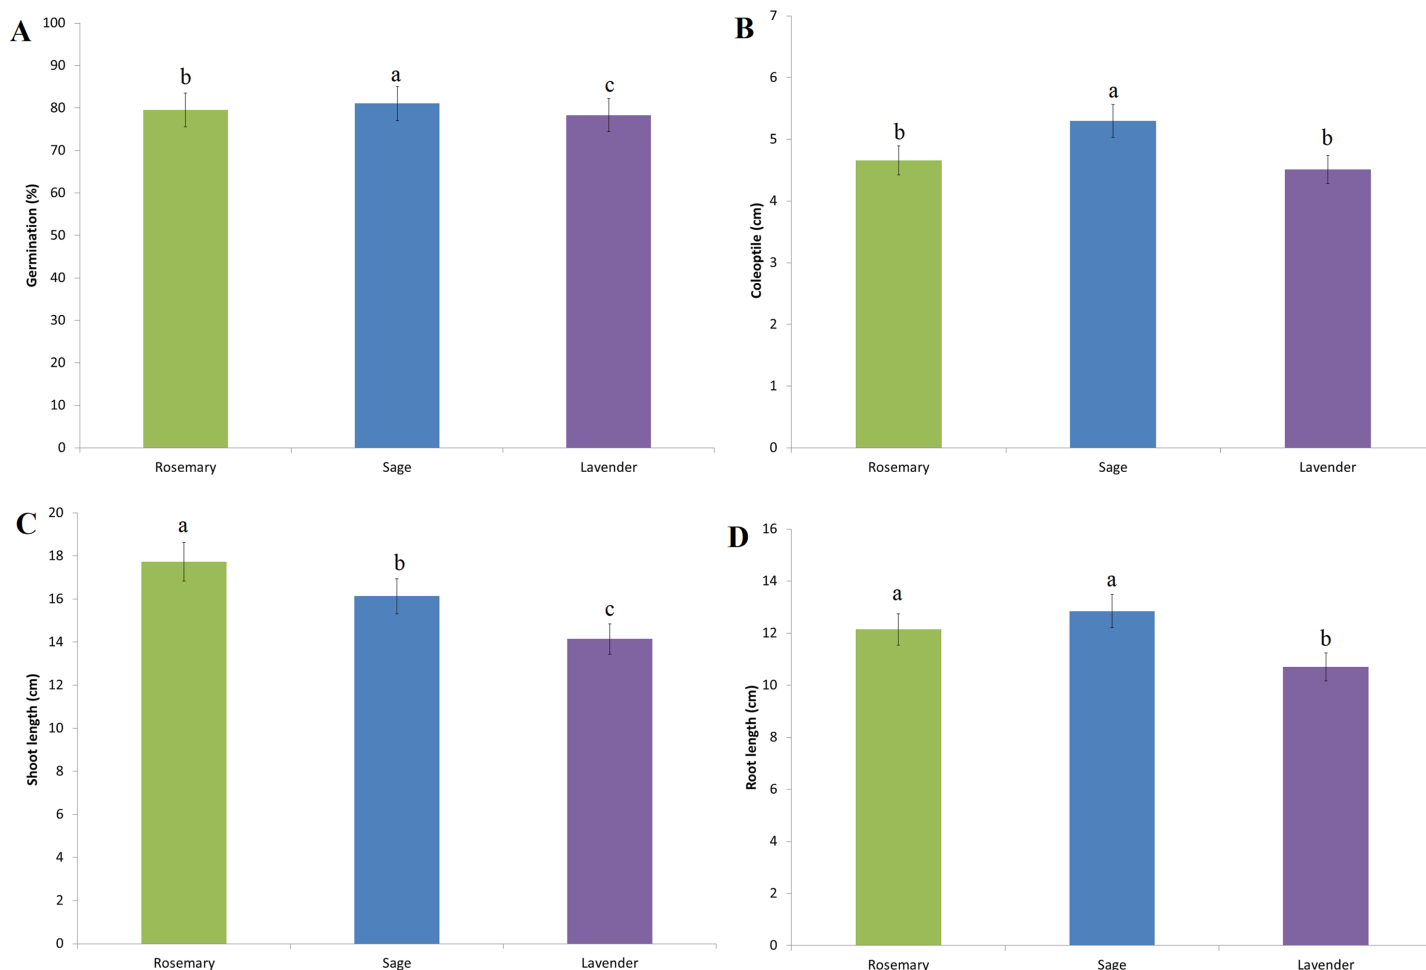 A
Germination (%)
100
90
80
70
60
50
40
30
20
10
0
b
a
c
Rosemary
Sage
Lavender
B
Coleoptile (cm)
7
6
5
4
3
2
1
0
b
a
b
Rosemary
Sage
Lavender
C
Shoot length (cm)
20
18
16
14
12
10
8
6
4
2
0
a
b
c
Rosemary
Sage
Lavender
D
Root length (cm)
16
14
12
10
8
6
4
2
0
a
a
b
Rosemary
Sage
Lavender